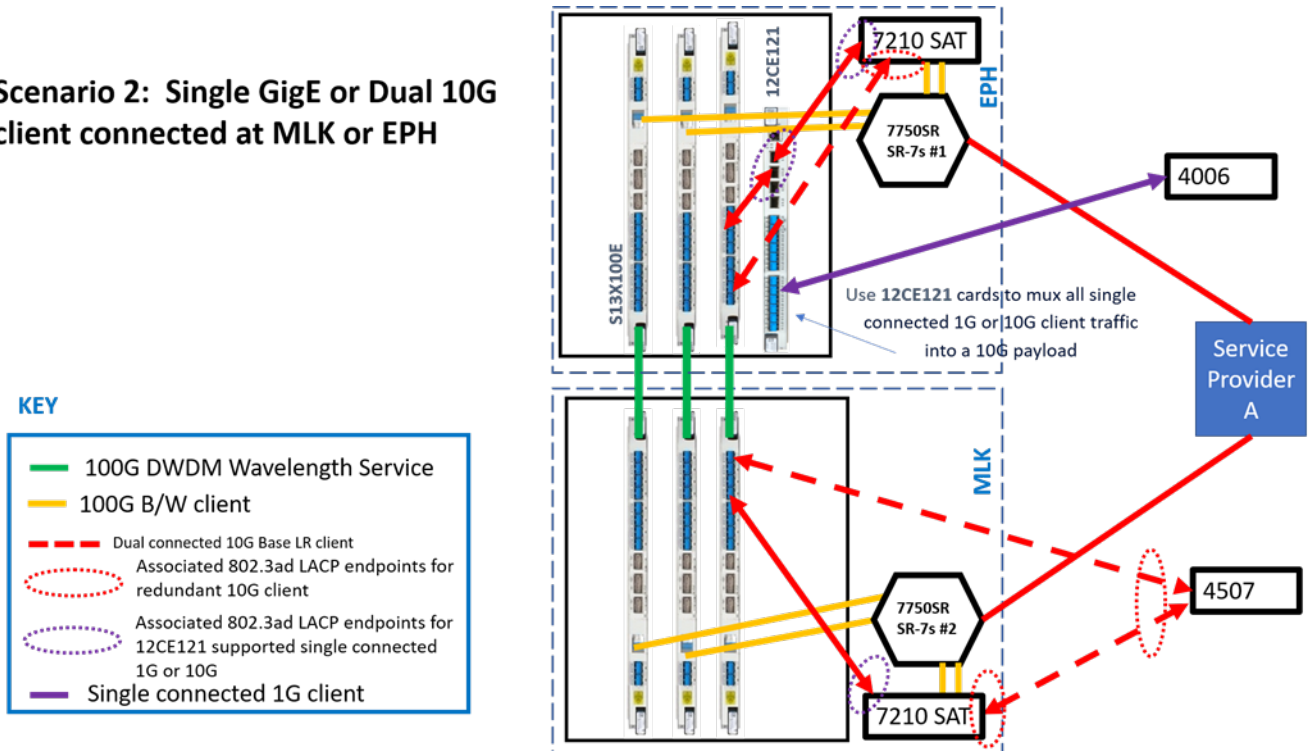 Scenario 2: Single GigE or Dual 10G
client connected at MLK or EPH
S13X100E
12CE121
7210 SAT
EPH
7750SR
SR-7s #1
4006
Use 12CE121 cards to mux all single
connected 1G or 10G client traffic
into a 10G payload
Service
Provider
A
KEY
100G DWDM Wavelength Service
100G B/W client
Dual connected 10G Base LR client
Associated 802.3ad LACP endpoints for
redundant 10G client
Associated 802.3ad LACP endpoints for
12CE121 supported single connected
1G or 10G
Single connected 1G client
MLK
7750SR
SR-7s #2
4507
7210 SAT